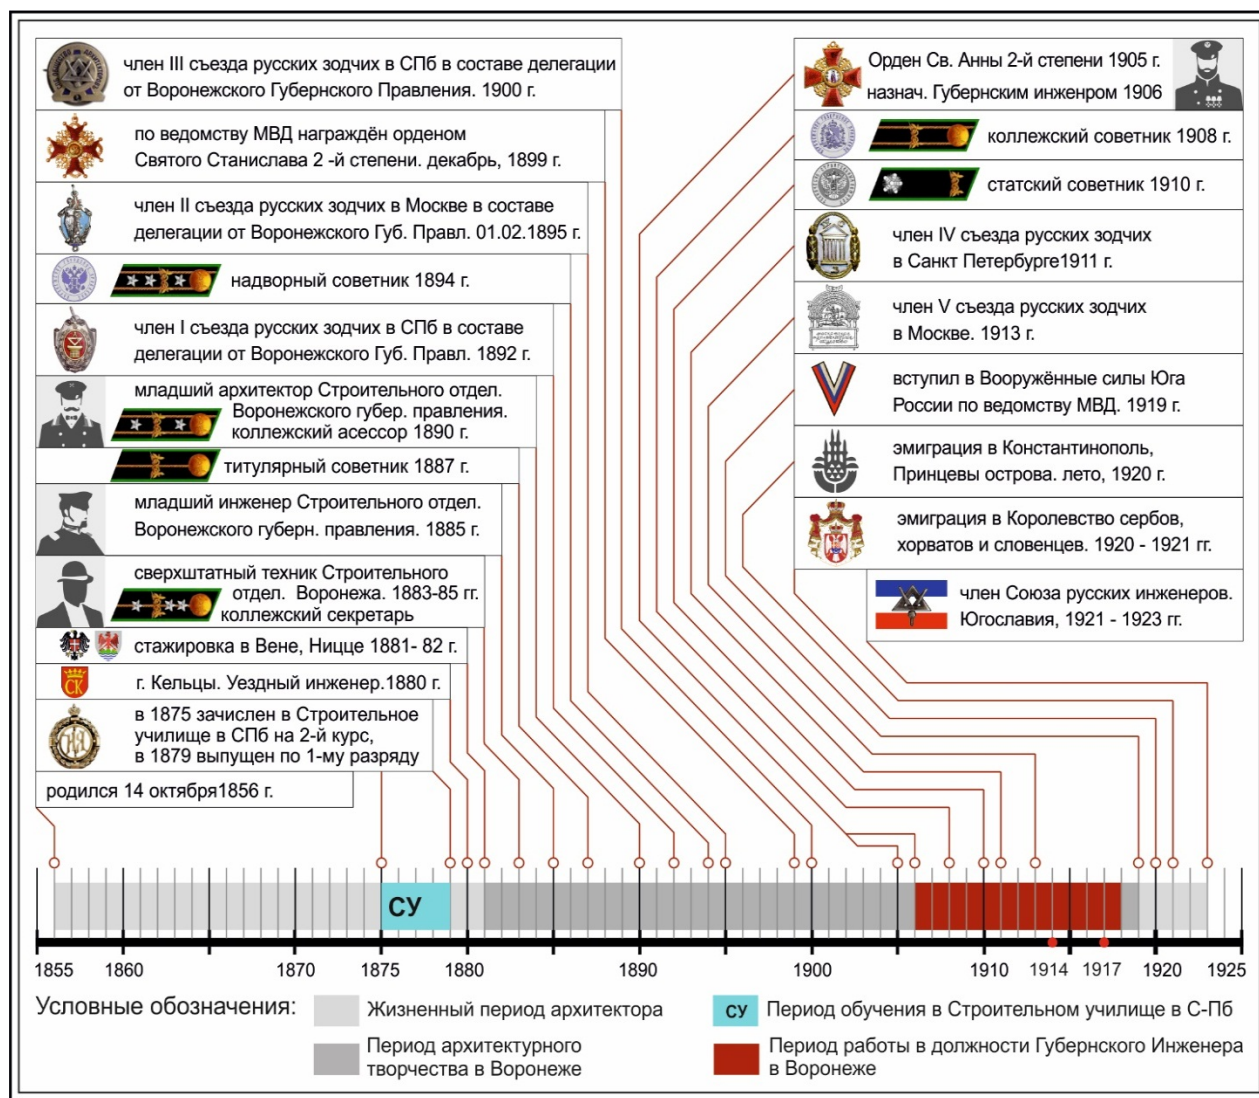 член III съезда русских зодчих в СПб в составе делегации
от Воронежского Губернского Правления. 1900 г.
по ведомству МВД награждён орденом
Святого Станислава 2 -й степени. декабрь, 1899 г.
член II съезда русских зодчих в Москве в составе
делегации от Воронежского Губ. Правл. 01.02.1895 г.
надворный советник 1894 г.
член I съезда русских зодчих в СПб в составе
делегации от Воронежского Губ. Правл. 1892 г.
младший архитектор Строительного отдел.
Воронежского губер. правления.
коллежский асессор 1890 г.
титулярный советник 1887 г.
младший инженер Строительного отдел.
Воронежского губерн. правления. 1885 г.
сверхштатный техник Строительного
отдел. Воронежа. 1883-85 гг.
коллежский секретарь
стажировка в Вене, Ницце 1881- 82 г.
СК
г. Кельцы. Уездный инженер.1880 г.
в 1875 зачислен в Строительное
училище в СПб на 2-й курс,
в 1879 выпущен по 1-му разряду
родился 14 октября1856 г.
Орден Св. Анны 2-й степени 1905 г.
назнач. Губернским инженром 1906
коллежский советник 1908 г.
статский советник 1910 г.
член IV съезда русских зодчих
в Санкт Петербурге1911 г.
член V съезда русских зодчих
в Москве. 1913 г.
вступил в Вооружённые силы Юга
России по ведомству МВД. 1919 г.
эмиграция в Константинополь,
Принцевы острова. лето, 1920 г.
эмиграция в Королевство сербов,
хорватов и словенцев. 1920 - 1921 гг.
член Союза русских инженеров.
Югославия, 1921 - 1923 гг.
СУ
1855 1860 1870 1875 1880 1890 1900 1910 1914 1917 1920 1925
Условные обозначения:
Жизненный период архитектора
Период архитектурного
творчества в Воронеже
СУ Период обучения в Строительном училище в С-Пб
Период работы в должности Губернского Инженера
в Воронеже